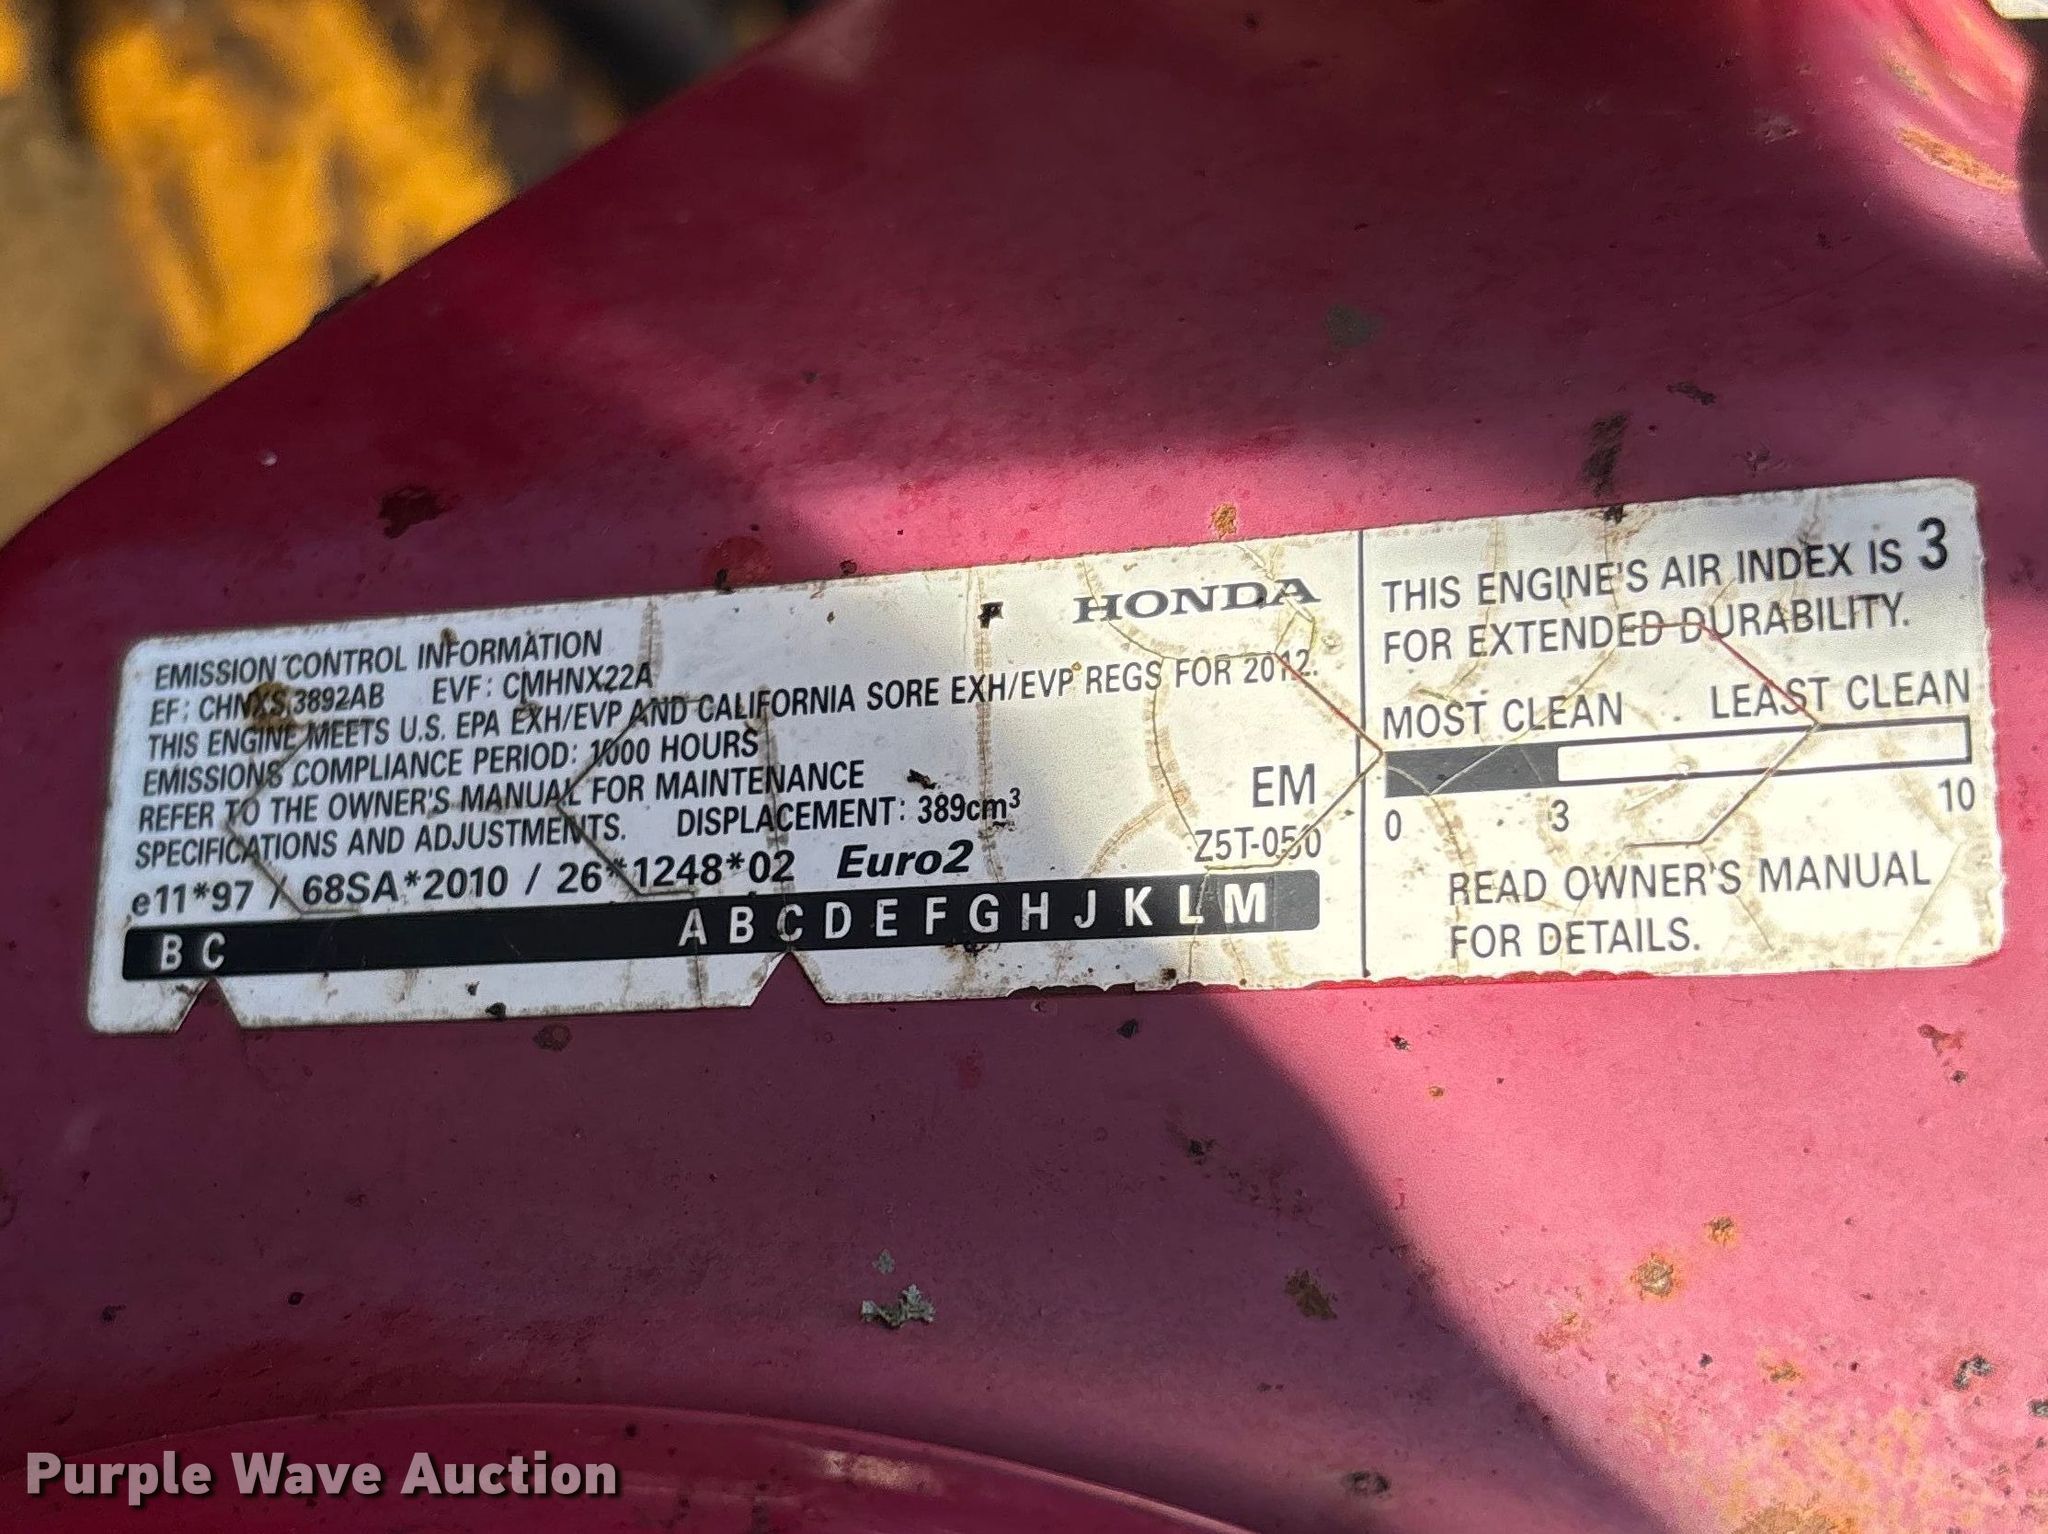 EMISSION CONTROL INFORMATION
HONDA
EF: CHNXS.3892AB EVF: CMHNX22A
THIS ENGINE MEETS U.S. EPA EXH/EVP AND CALIFORNIA SORE EXH/EVP REGS FOR 2012.
EMISSIONS COMPLIANCE PERIOD: 1000 HOURS
REFER TO THE OWNER'S MANUAL FOR MAINTENANCE
SPECIFICATIONS AND ADJUSTMENTS. DISPLACEMENT: 389cm³
EM
Z5T-050
e11*97 / 68SA*2010 / 26*1248*02 Euro2
B C A B C D E F G H J K L M
THIS ENGINE'S AIR INDEX IS 3
FOR EXTENDED DURABILITY.
MOST CLEAN LEAST CLEAN
0 3 10
READ OWNER'S MANUAL
FOR DETAILS.
Purple Wave Auction